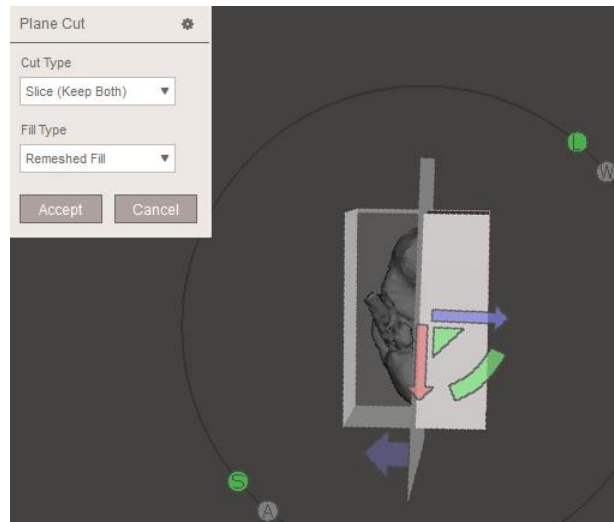 Plane Cut
Cut Type
Slice (Keep Both)
Fill Type
Remeshed Fill
Accept Cancel
L
W
S
A